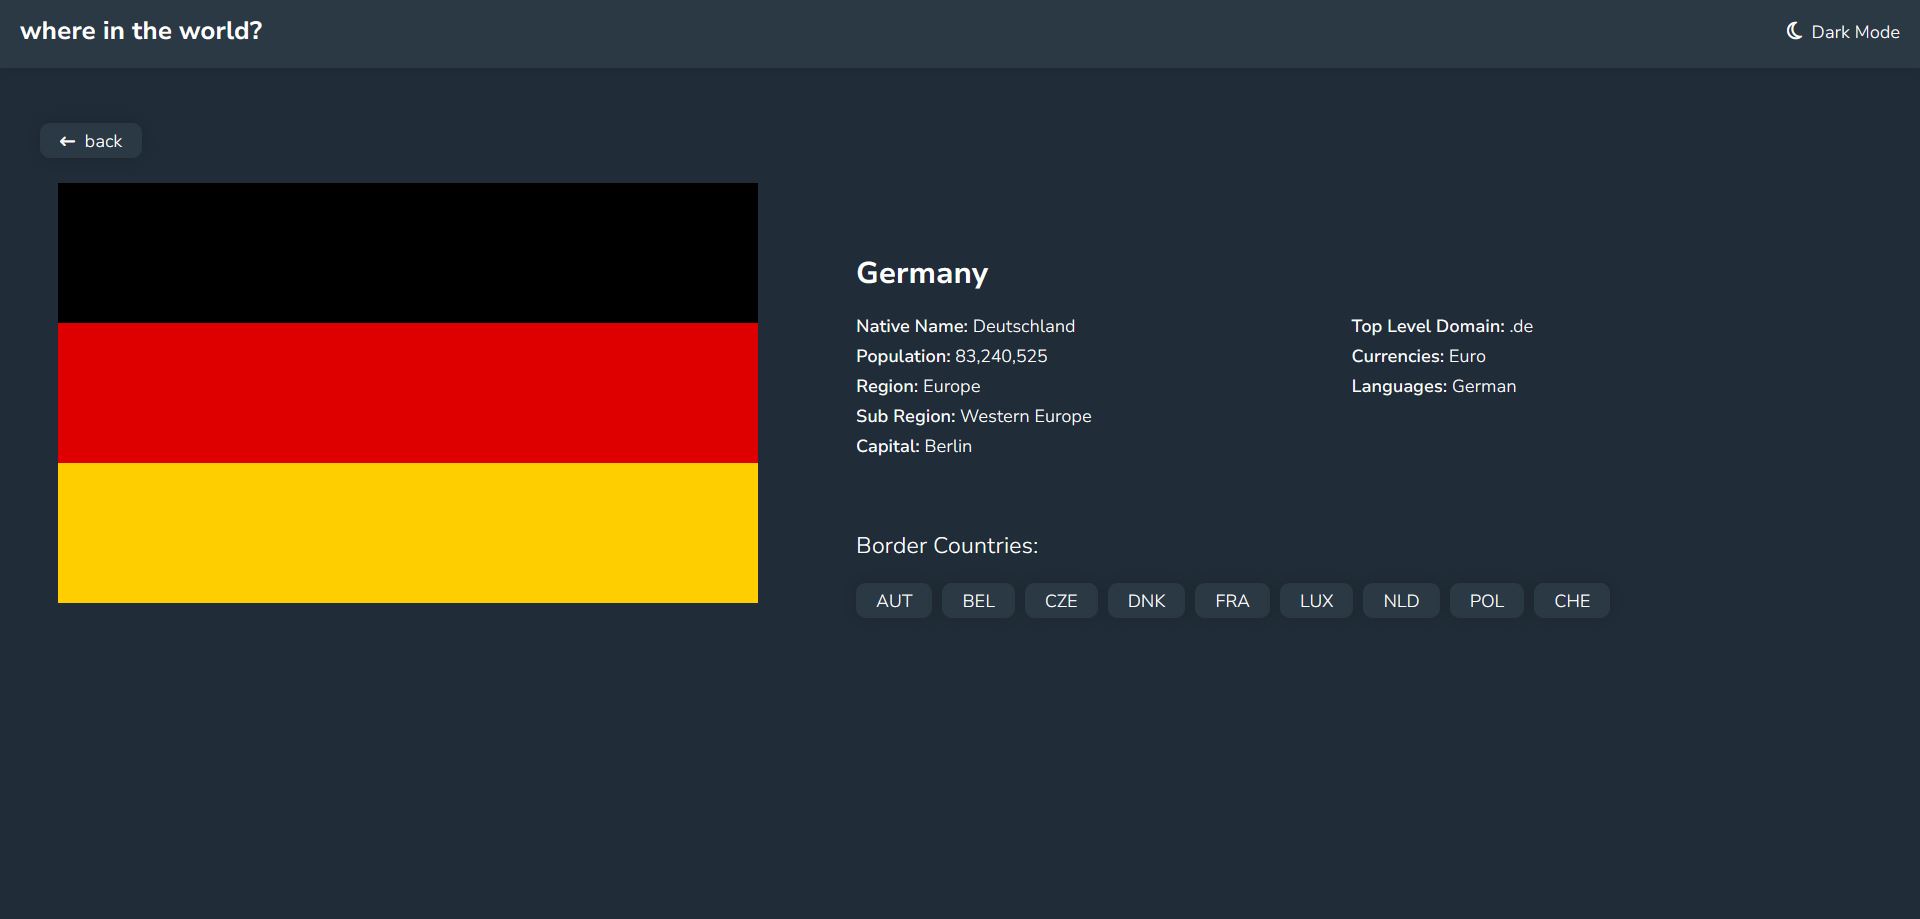 where in the world?
Dark Mode
back
Germany
Native Name: Deutschland
Population: 83,240,525
Region: Europe
Sub Region: Western Europe
Capital: Berlin
Top Level Domain: .de
Currencies: Euro
Languages: German
Border Countries:
AUT BEL CZE DNK FRA LUX NLD POL CHE